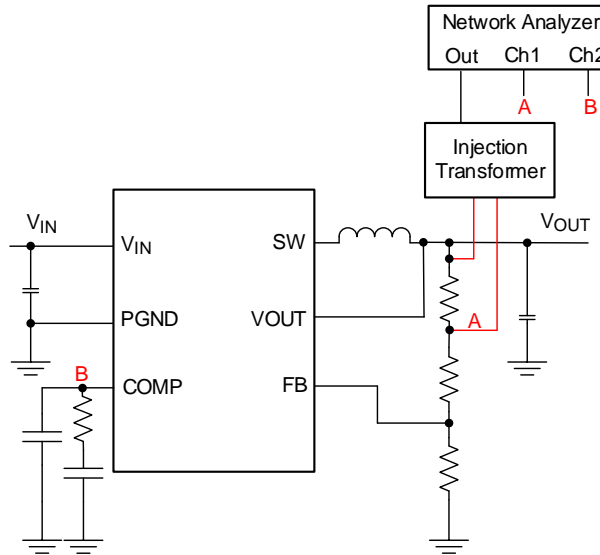 Network Analyzer
Out Ch1 Ch2
A B
Injection
Transformer
VIN
VIN SW VOUT
PGND VOUT
A
B COMP FB